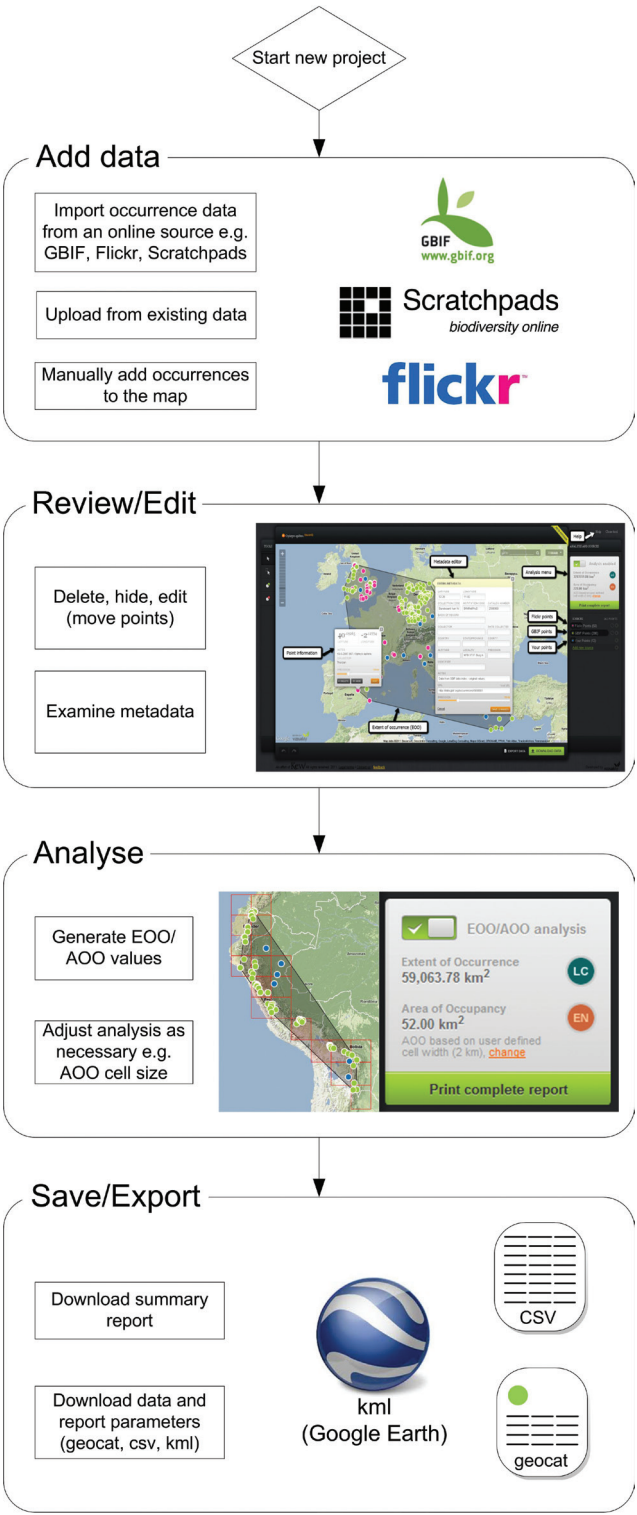 Start new project
Add data
Import occurrence data
from an online source e.g.
GBIF, Flickr, Scratchpads
Upload from existing data
Manually add occurrences
to the map
GBIF
www.gbif.org
Scratchpads
biodiversity online
flickr™
Review/Edit
Delete, hide, edit
(move points)
Examine metadata
Help
Metadata editor
Analysis menu
Point information
Flickr points
GBIF points
Your points
Extent of occurrence (EOO)
Analyse
Generate EOO/
AOO values
Adjust analysis as
necessary e.g.
AOO cell size
EOO/AOO analysis
Extent of Occurrence
59,063.78 km²
LC
Area of Occupancy
52.00 km²
EN
AOO based on user defined
cell width (2 km), change
Print complete report
Save/Export
Download summary
report
Download data and
report parameters
(geocat, csv, kml)
kml
(Google Earth)
CSV
geocat